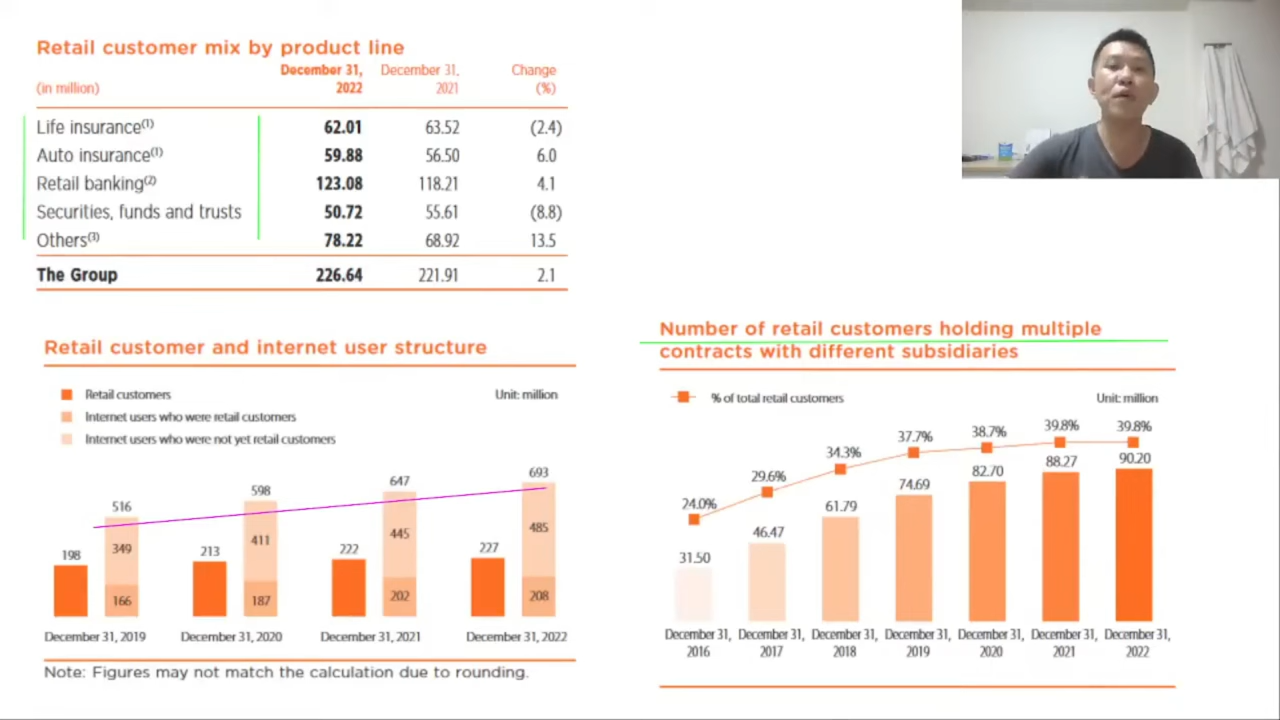 Retail customer mix by product line
(in million) December 31, 2022 December 31, 2021 Change (%)
Life insurance(1) 62.01 63.52 (2.4)
Auto insurance(1) 59.88 56.50 6.0
Retail banking(2) 123.08 118.21 4.1
Securities, funds and trusts 50.72 55.61 (8.8)
Others(3) 78.22 68.92 13.5
The Group 226.64 221.91 2.1
Retail customer and internet user structure
Retail customers Unit: million
Internet users who were retail customers
Internet users who were not yet retail customers
198 516 349 166
213 598 411 187
222 647 445 202
227 693 485 208
December 31, 2019 December 31, 2020 December 31, 2021 December 31, 2022
Note: Figures may not match the calculation due to rounding.
Number of retail customers holding multiple
contracts with different subsidiaries
% of total retail customers Unit: million
24.0% 29.6% 34.3% 37.7% 38.7% 39.8% 39.8%
31.50 46.47 61.79 74.69 82.70 88.27 90.20
December 31, December 31, December 31, December 31, December 31, December 31, December 31,
2016 2017 2018 2019 2020 2021 2022